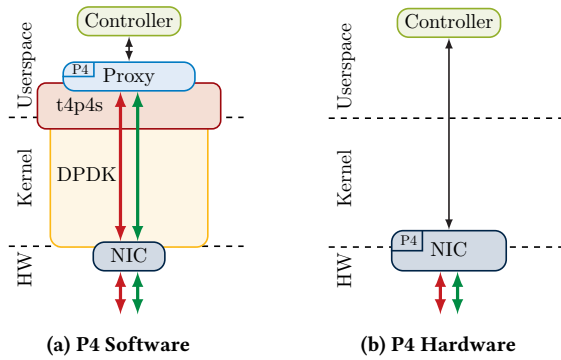 Controller
Userspace
P4
Proxy
t4p4s
Kernel
DPDK
HW
NIC
(a) P4 Software
Controller
Userspace
Kernel
P4
NIC
HW
(b) P4 Hardware